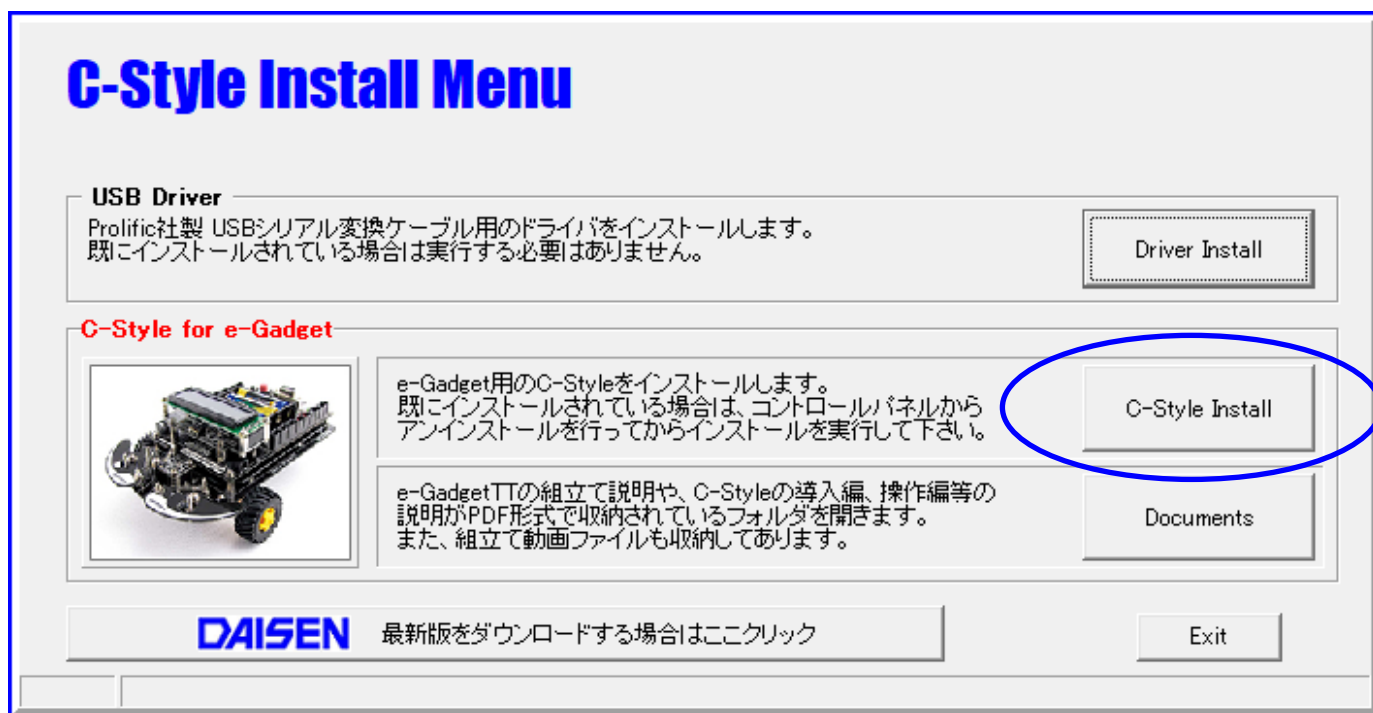 C-Style Install Menu
USB Driver
Prolific社製 USBシリアル変換ケーブル用のドライバをインストールします。
既にインストールされている場合は実行する必要はありません。
Driver Install
C-Style for e-Gadget
e-Gadget用のC-Styleをインストールします。
既にインストールされている場合は、コントロールパネルから
アンインストールを行ってからインストールを実行して下さい。
C-Style Install
e-GadgetTTの組立て説明や、C-Styleの導入編、操作編等の
説明がPDF形式で収納されているフォルダを開きます。
また、組立て動画ファイルも収納してあります。
Documents
DAISEN 最新版をダウンロードする場合はここクリック
Exit